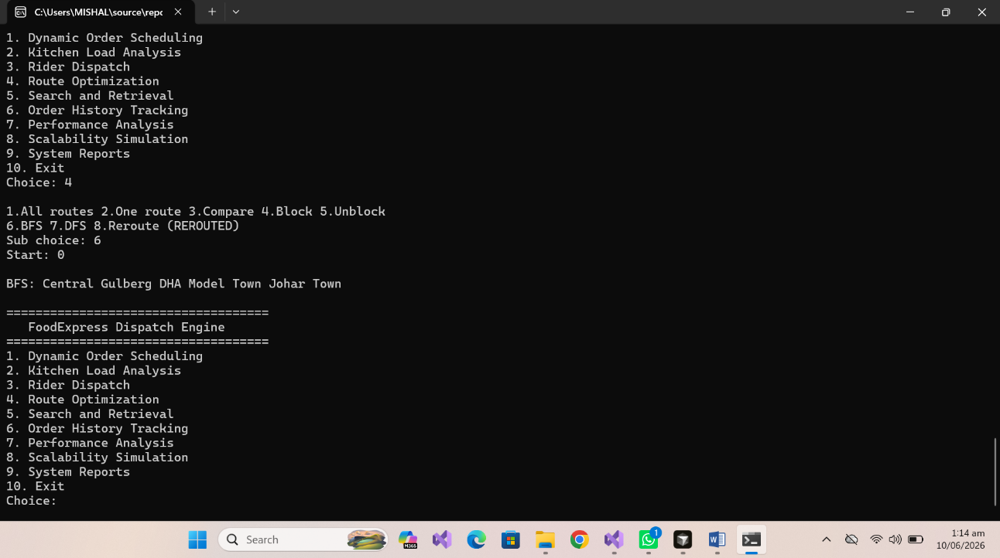 C:\Users\MISHAL\source\repc
1. Dynamic Order Scheduling
2. Kitchen Load Analysis
3. Rider Dispatch
4. Route Optimization
5. Search and Retrieval
6. Order History Tracking
7. Performance Analysis
8. Scalability Simulation
9. System Reports
10. Exit
Choice: 4
1.All routes 2.One route 3.Compare 4.Block 5.Unblock
6.BFS 7.DFS 8.Reroute (REROUTED)
Sub choice: 6
Start: 0
BFS: Central Gulberg DHA Model Town Johar Town
====================================
FoodExpress Dispatch Engine
====================================
1. Dynamic Order Scheduling
2. Kitchen Load Analysis
3. Rider Dispatch
4. Route Optimization
5. Search and Retrieval
6. Order History Tracking
7. Performance Analysis
8. Scalability Simulation
9. System Reports
10. Exit
Choice:
Search
M365
1
1:14 am
10/06/2026